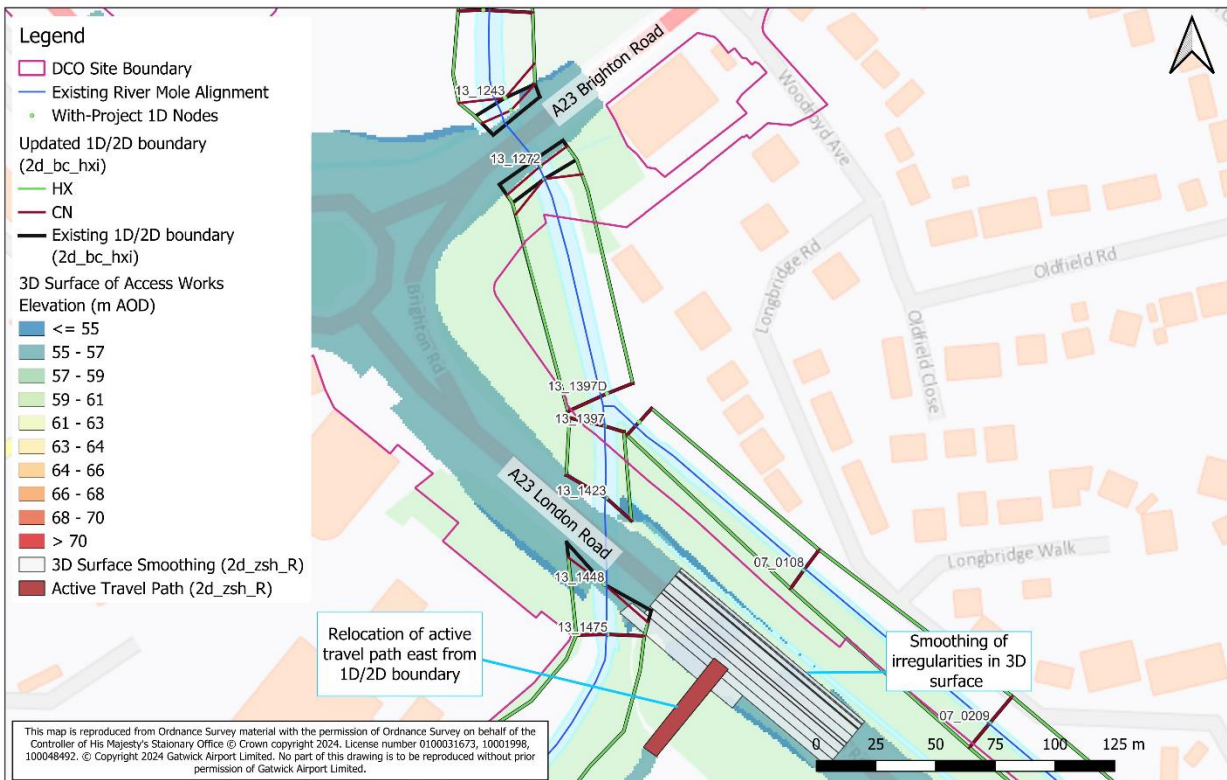 Legend
DCO Site Boundary
Existing River Mole Alignment
With-Project 1D Nodes
Updated 1D/2D boundary
(2d_bc_hxi)
HX
CN
Existing 1D/2D boundary
(2d_bc_hxi)
3D Surface of Access Works
Elevation (m AOD)
<= 55
55 - 57
57 - 59
59 - 61
61 - 63
63 - 64
64 - 66
66 - 68
68 - 70
> 70
3D Surface Smoothing (2d_zsh_R)
Active Travel Path (2d_zsh_R)
13_1243
A23 Brighton Road
Woodroyd Ave
13_1272
Longbridge Rd
Oldfield Rd
Brighton Rd
Oldfield Close
13_1397D
13_1397
A23 London Road
13_1423
Longbridge Walk
07_0108
13_1448
13_1475
Relocation of active
travel path east from
1D/2D boundary
Smoothing of
irregularities in 3D
surface
07_0209
0 25 50 75 100 125 m
This map is reproduced from Ordnance Survey material with the permission of Ordnance Survey on behalf of the
Controller of His Majesty's Staionary Office © Crown copyright 2024. License number 0100031673, 10001998,
100048492. © Copyright 2024 Gatwick Airport Limited. No part of this drawing is to be reproduced without prior
permission of Gatwick Airport Limited.